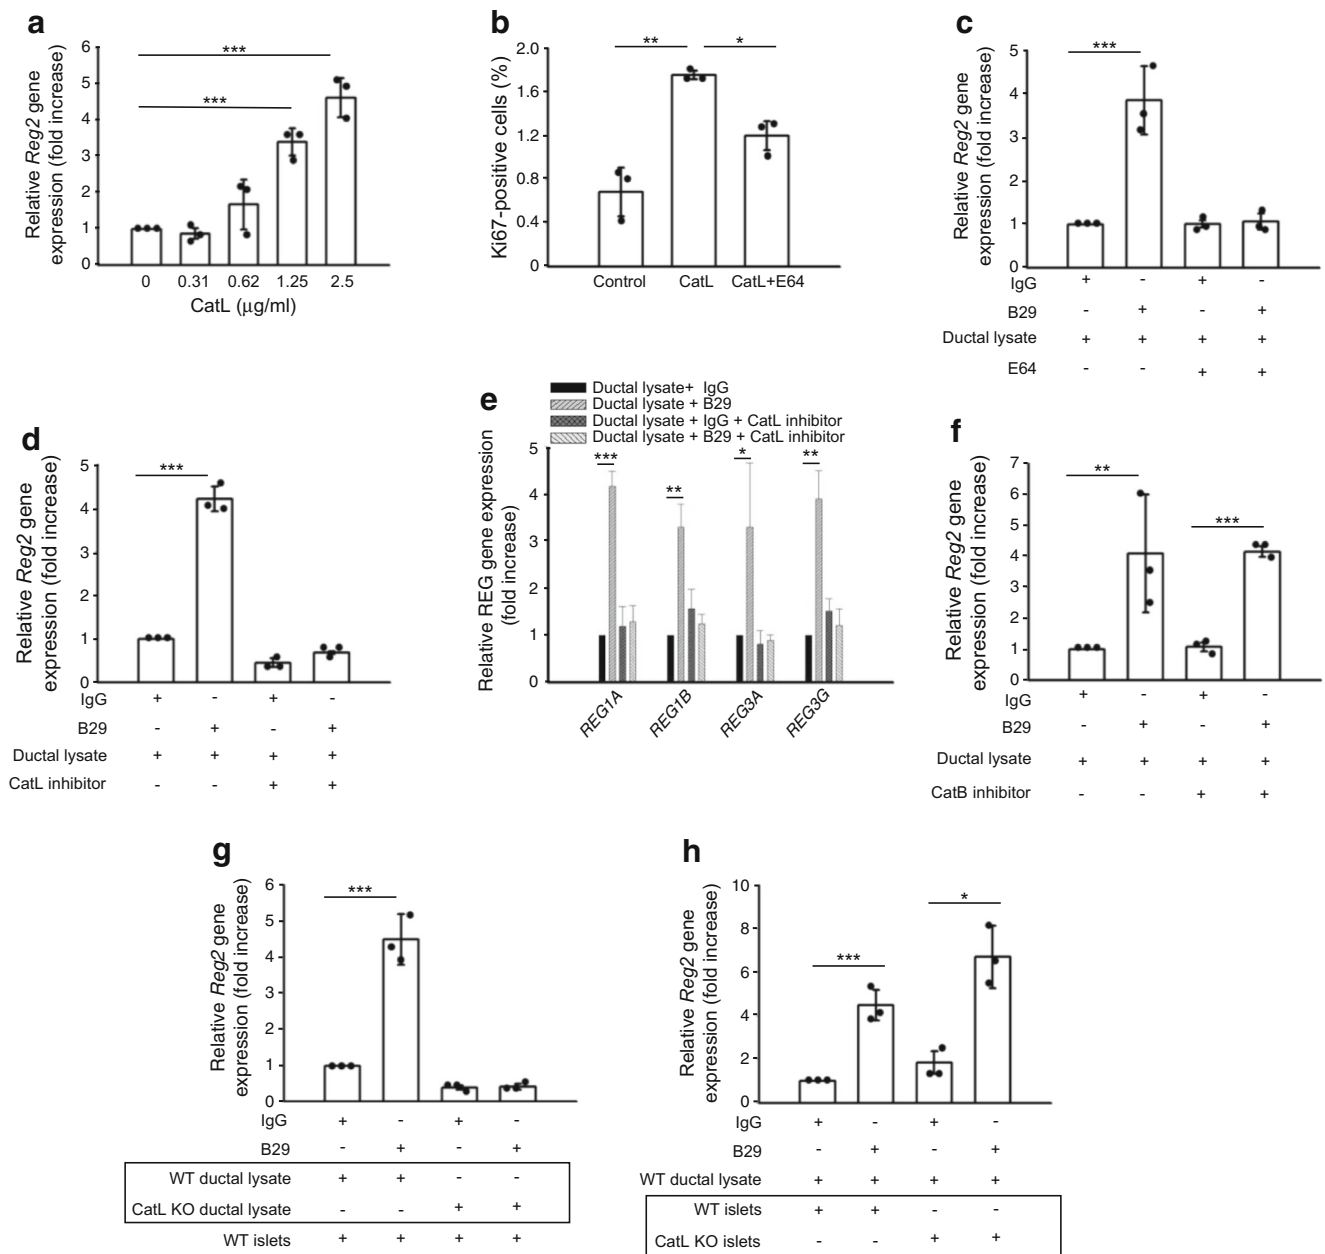 a
Relative Reg2 gene
expression (fold increase)
6
5
4
3
2
1
0
***
***
0 0.31 0.62 1.25 2.5
CatL (μg/ml)
b
Ki67-positive cells (%)
2.0
1.6
1.2
0.8
0.4
0
** *
Control CatL CatL+E64
c
Relative Reg2 gene
expression (fold increase)
5
4
3
2
1
0
***
IgG + - + -
B29 - + - +
Ductal lysate + + + +
E64 - - + +
d
Relative Reg2 gene
expression (fold increase)
5
4
3
2
1
0
***
IgG + - + -
B29 - + - +
Ductal lysate + + + +
CatL inhibitor - - + +
e
Ductal lysate+ IgG
Ductal lysate + B29
Ductal lysate + IgG + CatL inhibitor
Ductal lysate + B29 + CatL inhibitor
Relative REG gene expression
(fold increase)
5
4
3
2
1
0
*** ** * **
REG1A REG1B REG3A REG3G
f
Relative Reg2 gene
expression (fold increase)
7
6
5
4
3
2
1
0
** ***
IgG + - + -
B29 - + - +
Ductal lysate + + + +
CatB inhibitor - - + +
g
Relative Reg2 gene
expression (fold increase)
6
5
4
3
2
1
0
***
IgG + - + -
B29 - + - +
WT ductal lysate + + - -
CatL KO ductal lysate - - + +
WT islets + + + +
h
Relative Reg2 gene
expression (fold increase)
10
8
6
4
2
0
*** *
IgG + - + -
B29 - + - +
WT ductal lysate + + + +
WT islets + + - -
CatL KO islets - - + +